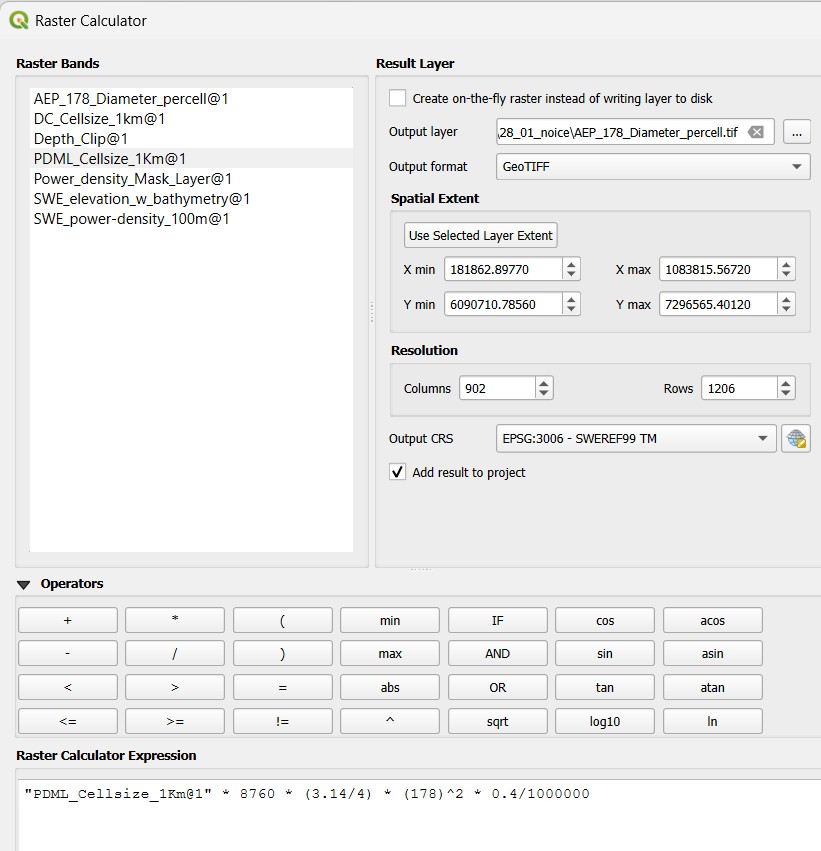 Raster Calculator
Raster Bands
AEP_178_Diameter_percell@1
DC_Cellsize_1km@1
Depth_Clip@1
PDML_Cellsize_1Km@1
Power_density_Mask_Layer@1
SWE_elevation_w_bathymetry@1
SWE_power-density_100m@1
Result Layer
Create on-the-fly raster instead of writing layer to disk
Output layer \28_01_noice\AEP_178_Diameter_percell.tif ...
Output format GeoTIFF
Spatial Extent
Use Selected Layer Extent
X min 181862.89770 X max 1083815.56720
Y min 6090710.78560 Y max 7296565.40120
Resolution
Columns 902 Rows 1206
Output CRS EPSG:3006 - SWEREF99 TM
Add result to project
Operators
+ * ( min IF cos acos
- / ) max AND sin asin
< > = abs OR tan atan
<= >= != ^ sqrt log10 ln
Raster Calculator Expression
"PDML_Cellsize_1Km@1" * 8760 * (3.14/4) * (178)^2 * 0.4/1000000